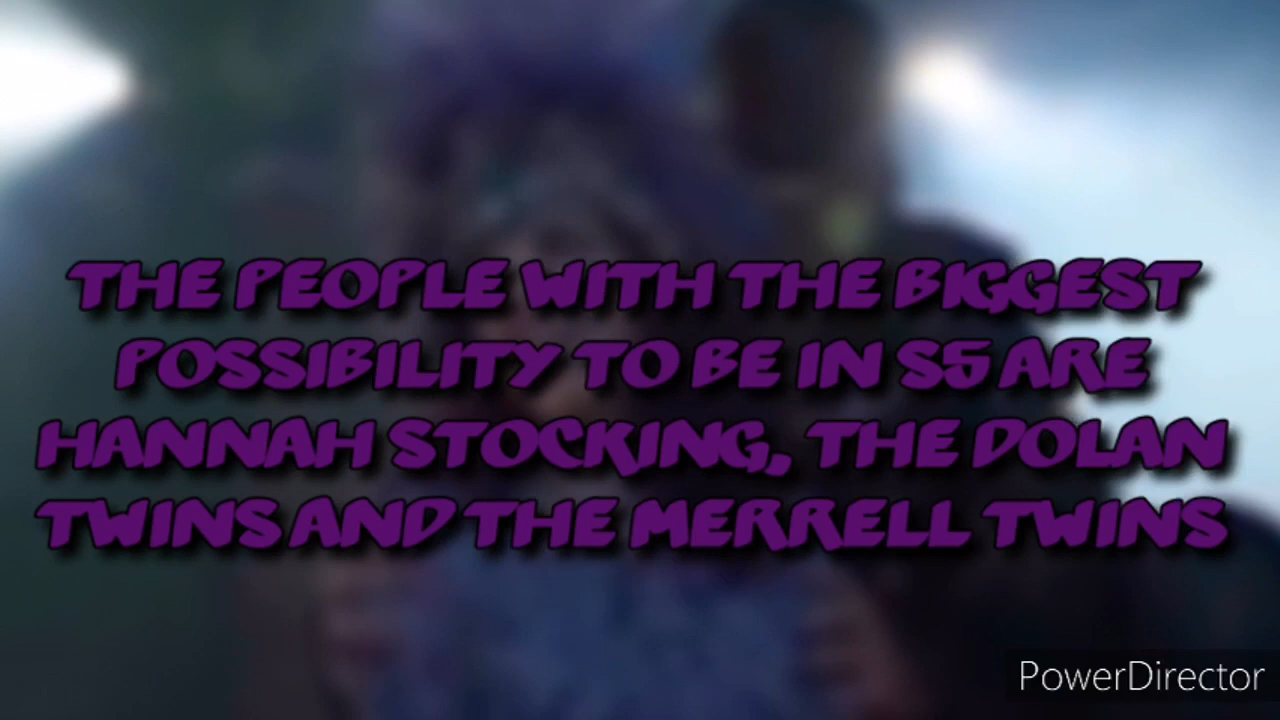 THE PEOPLE WITH THE BIGGEST
POSSIBILITY TO BE IN S5 ARE
HANNAH STOCKING, THE DOLAN
TWINS AND THE MERRELL TWINS
PowerDirector